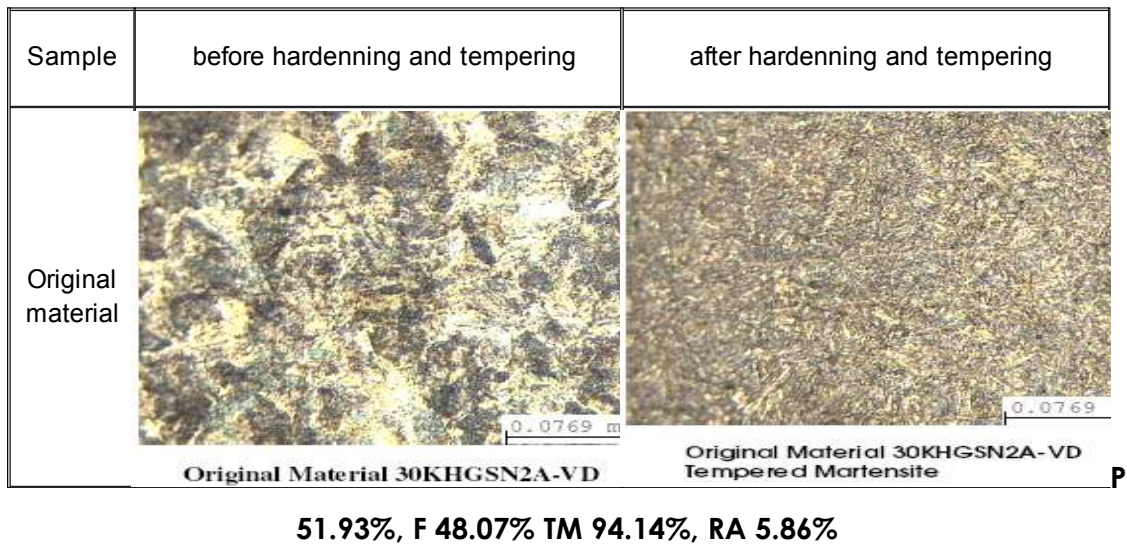 Sample
before hardenning and tempering
after hardenning and tempering
Original
material
0.0769 m
Original Material 30KHGSN2A-VD
0.0769
Original Material 30KHGSN2A-VD
Tempered Martensite
P
51.93%, F 48.07% TM 94.14%, RA 5.86%